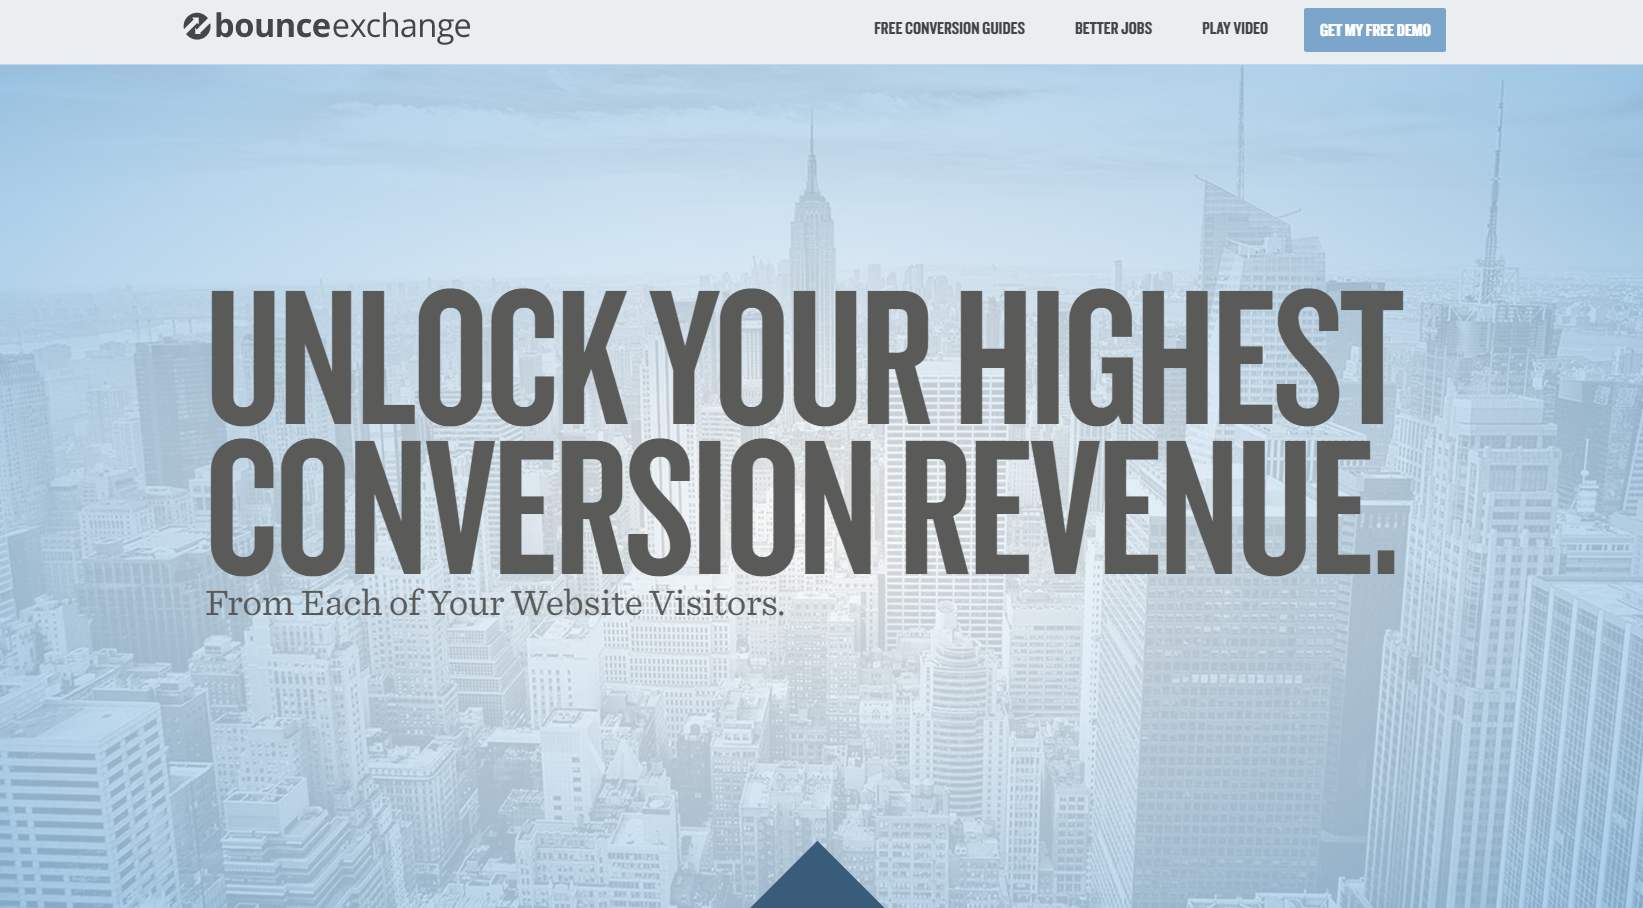 bounceexchange
FREE CONVERSION GUIDES
BETTER JOBS
PLAY VIDEO
GET MY FREE DEMO
UNLOCK YOUR HIGHEST
CONVERSION REVENUE.
From Each of Your Website Visitors.